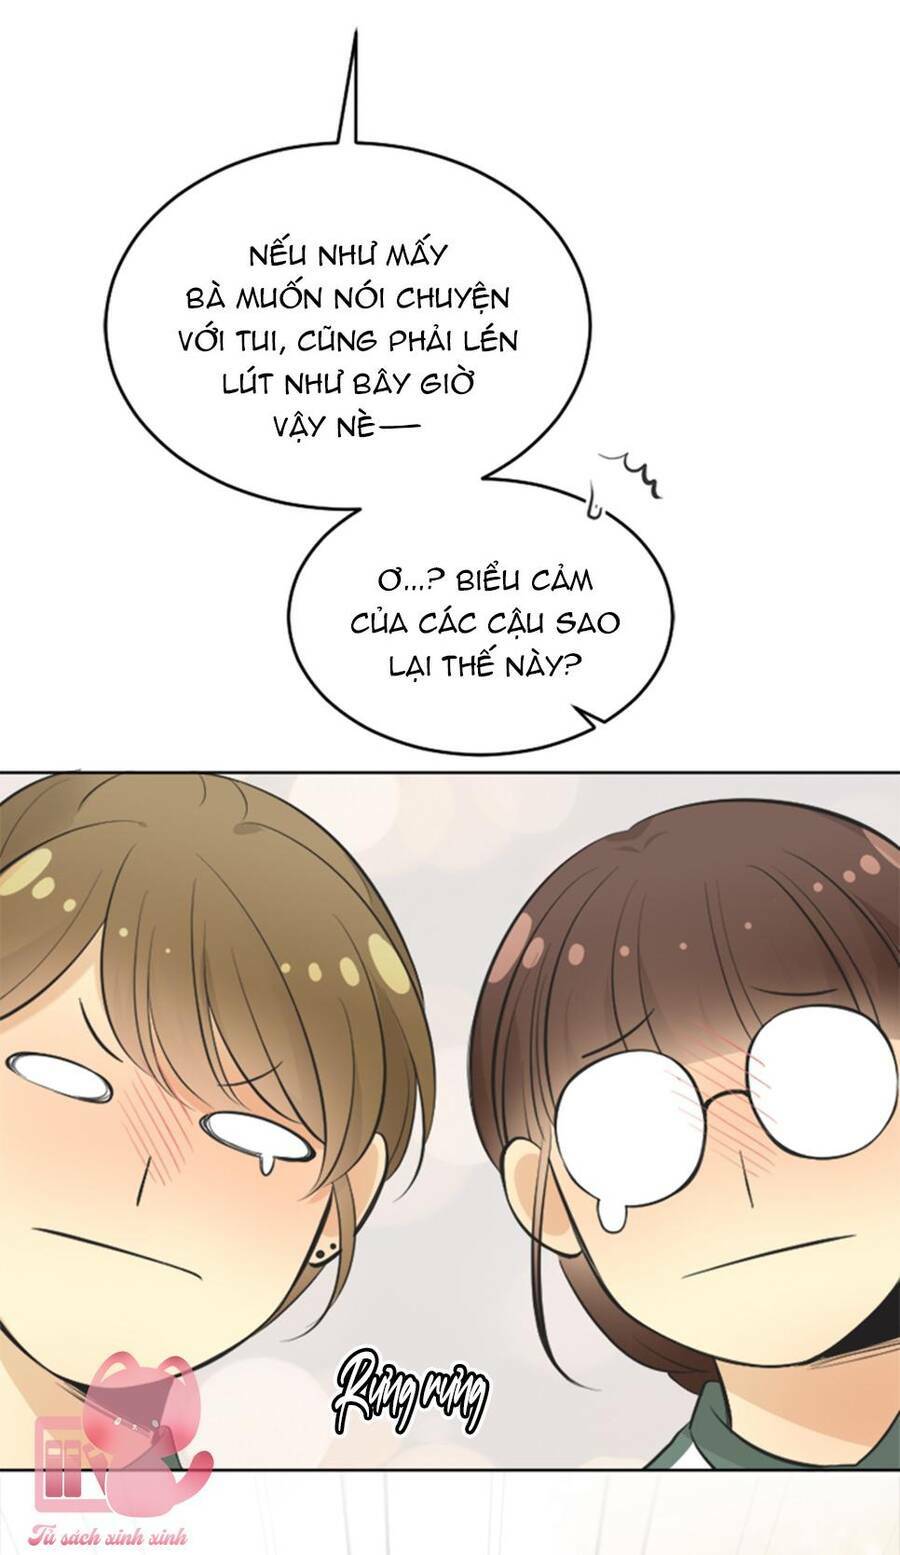 NẾU NHƯ MẤY
BÀ MUỐN NÓI CHUYỆN
VỚI TUI, CŨNG PHẢI LÉN
LÚT NHƯ BÂY GIỜ
VẬY NÈ—
Ơ...? BIỂU CẢM
CỦA CÁC CẬU SAO
LẠI THẾ NÀY?
Rưng rưng
Tủ sách xinh xinh